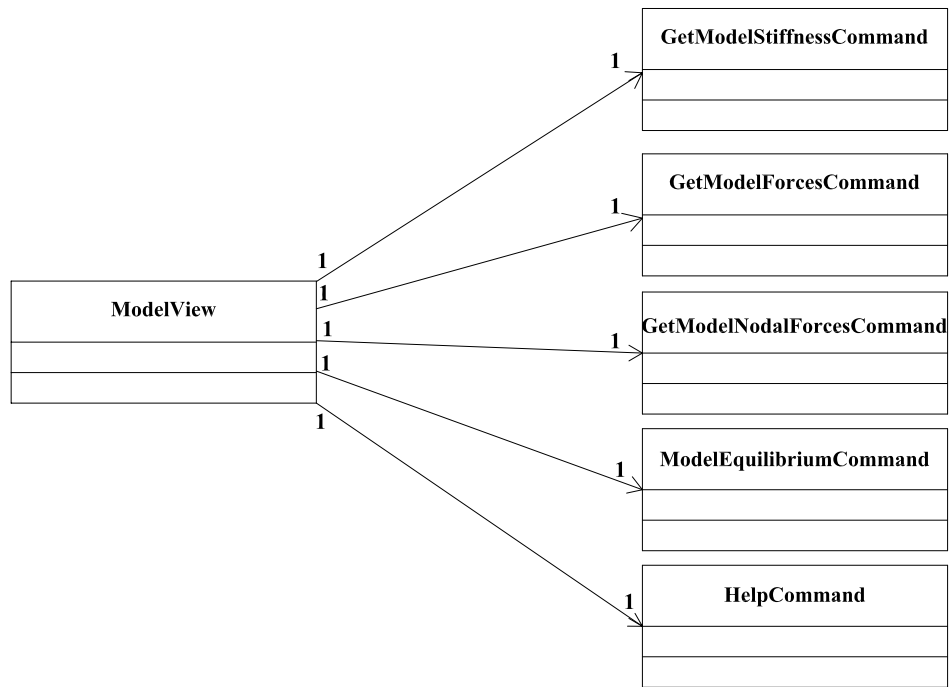 GetModelStiffnessCommand
1
GetModelForcesCommand
1
1
ModelView
1
1
GetModelNodalForcesCommand
1
1
1
ModelEquilibriumCommand
1
HelpCommand
1